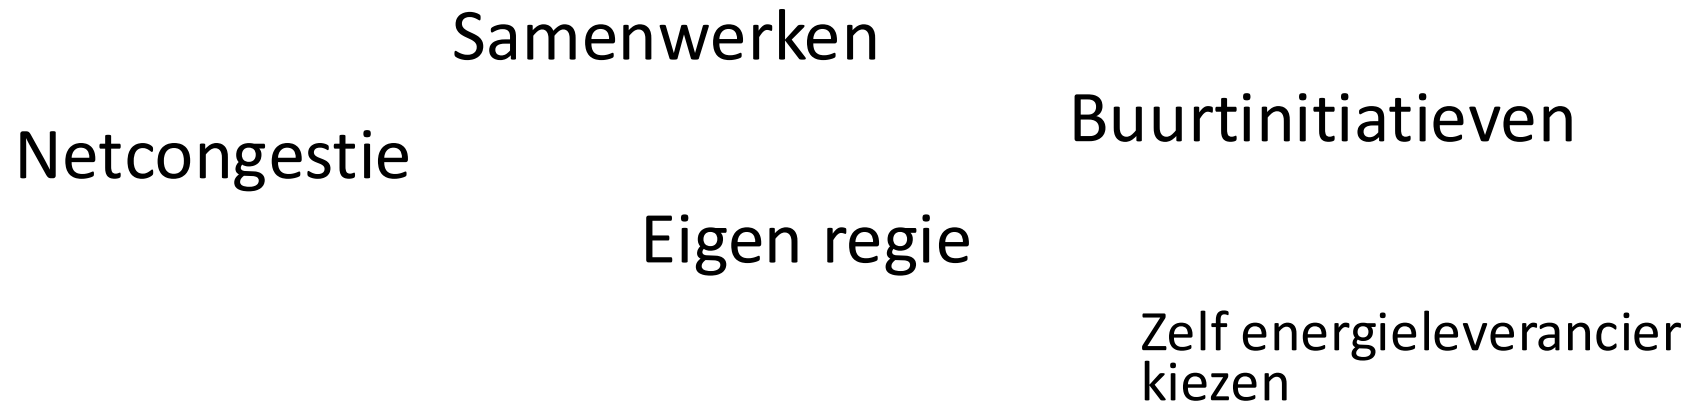 Samenwerken
Buurtinitiatieven
Netcongestie
Eigen regie
Zelf energieleverancier
kiezen